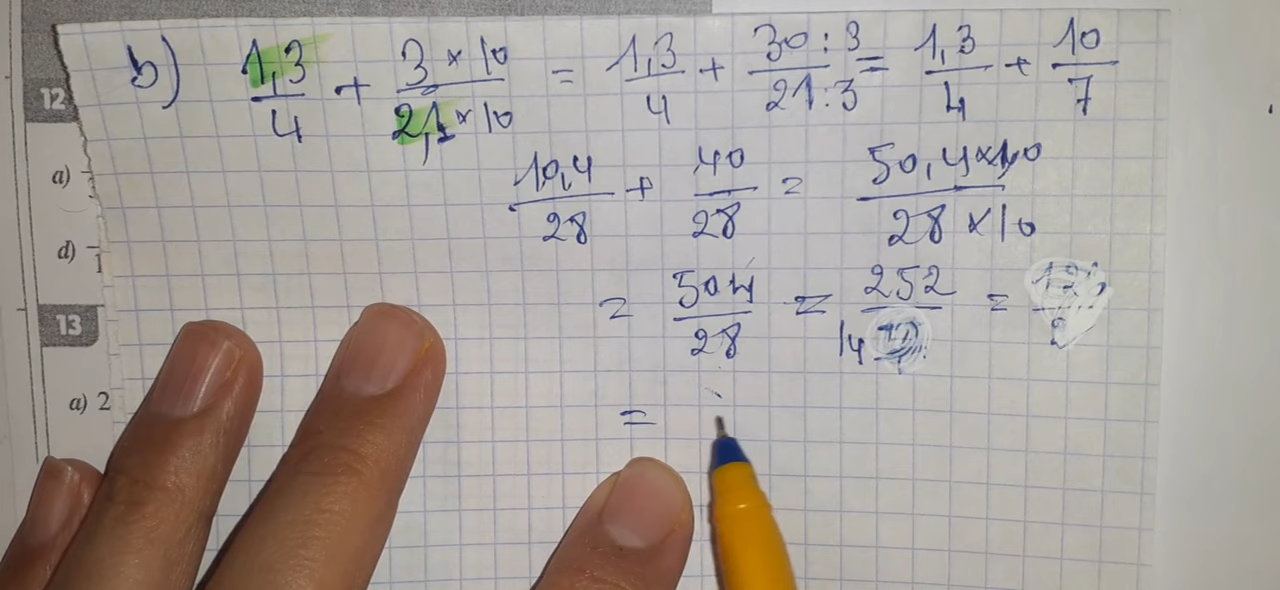 12
a)
d) 1
13
a) 2
b) 1,3/4 + 3 × 10/2,1 × 10 = 1,3/4 + 30 : 3/21 : 3 = 1,3/4 + 10/7
10,4/28 + 40/28 = 50,4 × 10/28 × 10
= 504/28 = 252/14 =
=